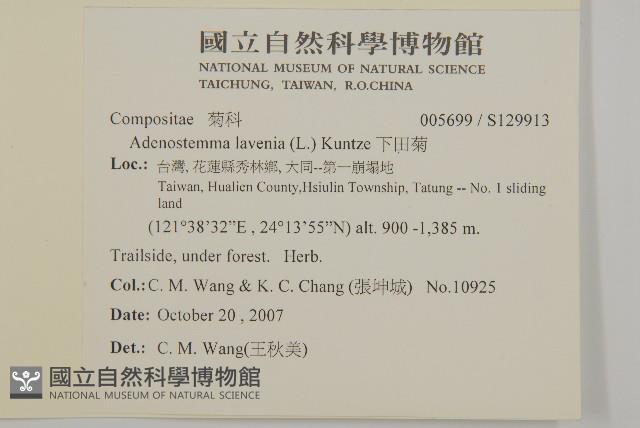 國立自然科學博物館
NATIONAL MUSEUM OF NATURAL SCIENCE
TAICHUNG, TAIWAN, R.O.CHINA
Compositae 菊科 005699 / S129913
Adenostemma lavenia (L.) Kuntze 下田菊
Loc.: 台灣, 花蓮縣秀林鄉, 大同--第一崩塌地
Taiwan, Hualien County,Hsiulin Township, Tatung -- No. 1 sliding
land
(121°38'32”E , 24°13'55”N) alt. 900 -1,385 m.
Trailside, under forest. Herb.
Col.: C. M. Wang & K. C. Chang (張坤城) No.10925
Date: October 20 , 2007
Det.: C. M. Wang(王秋美)
國立自然科學博物館
NATIONAL MUSEUM OF NATURAL SCIENCE